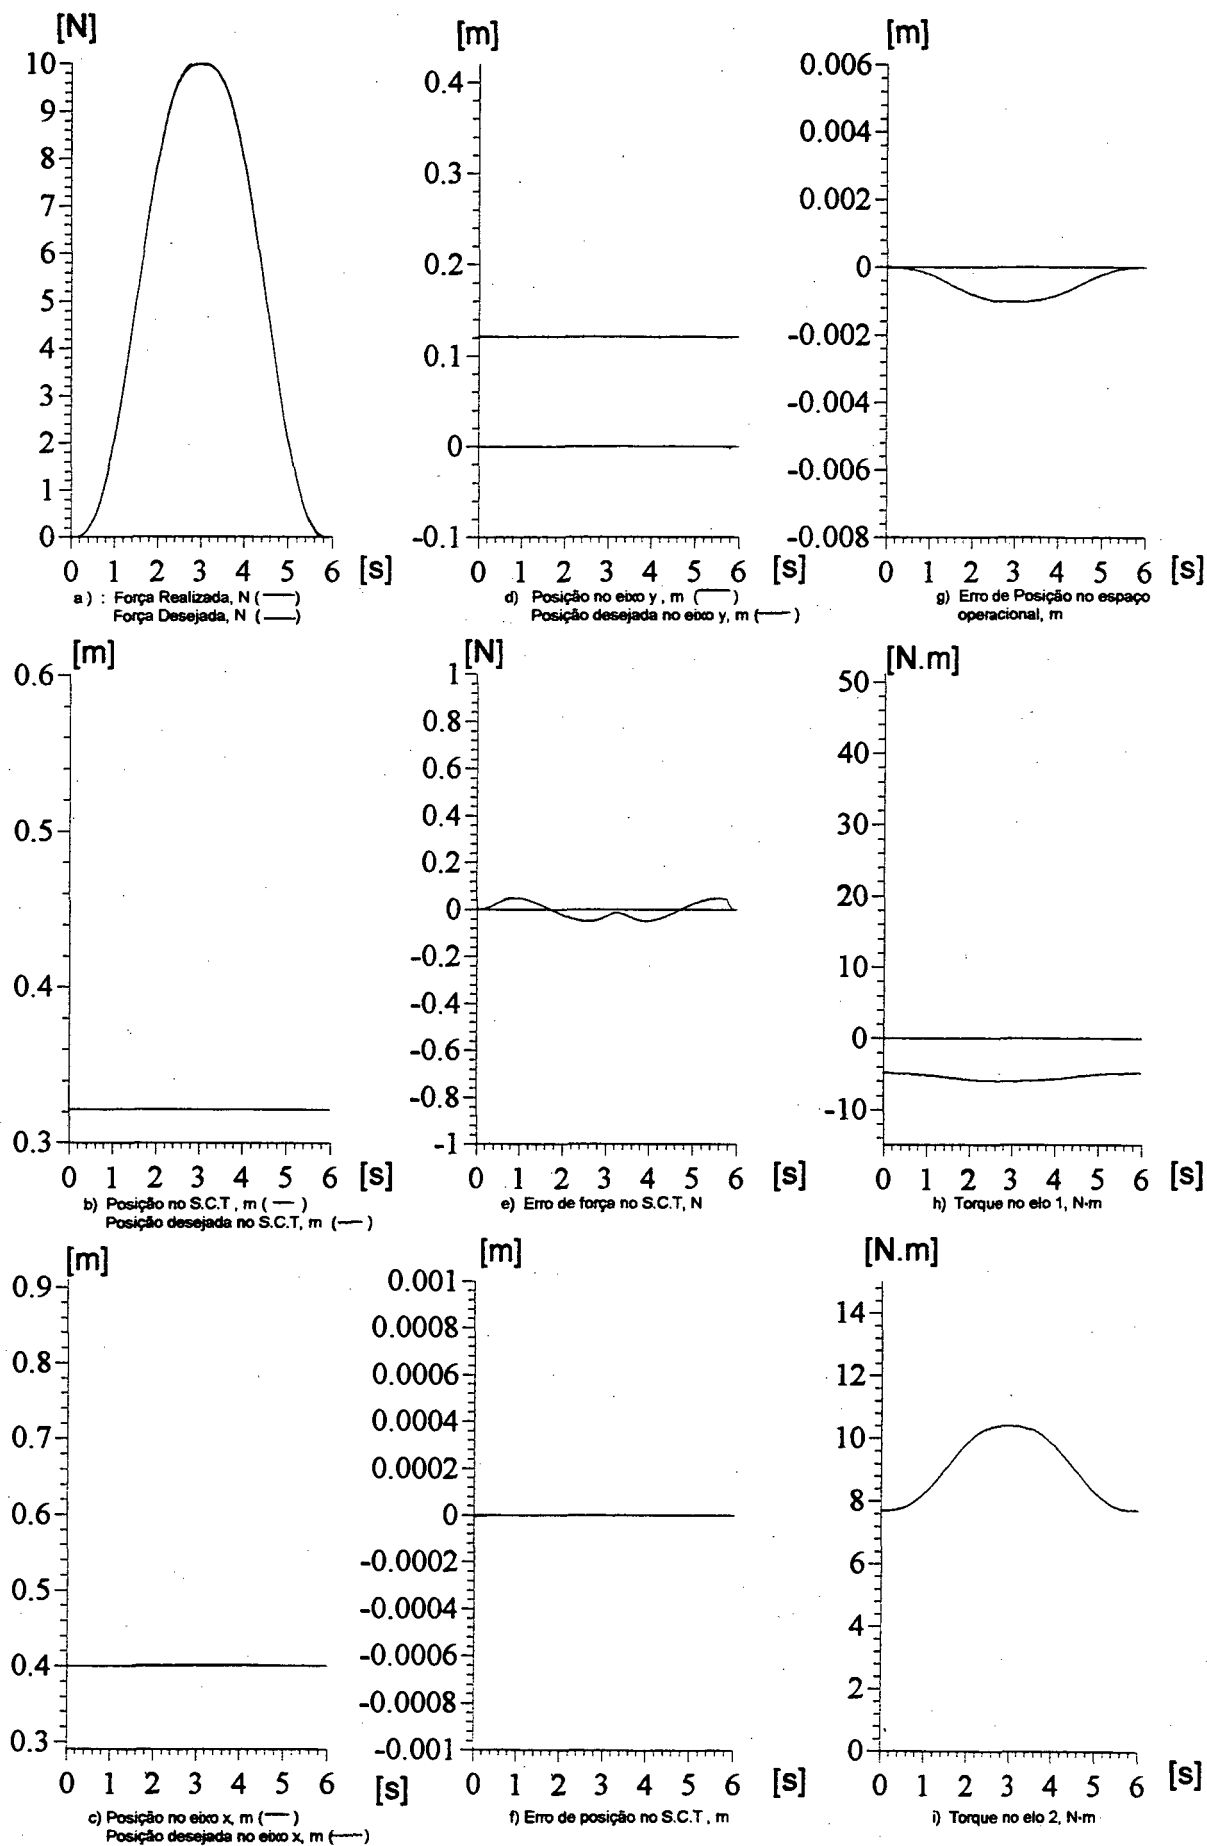 [N]
10
9
8
7
6
5
4
3
2
1
0
0 1 2 3 4 5 6 [s]
a) : Força Realizada, N (——)
Força Desejada, N (——)
[m]
0.4
0.3
0.2
0.1
0
-0.1
0 1 2 3 4 5 6 [s]
d) Posição no eixo y , m (——)
Posição desejada no eixo y, m (——)
[m]
0.006
0.004
0.002
0
-0.002
-0.004
-0.006
-0.008
0 1 2 3 4 5 6 [s]
g) Erro de Posição no espaço
operacional, m
[m]
0.6
0.5
0.4
0.3
0 1 2 3 4 5 6 [s]
b) Posição no S.C.T , m (——)
Posição desejada no S.C.T, m (——)
[N]
1
0.8
0.6
0.4
0.2
0
-0.2
-0.4
-0.6
-0.8
-1
0 1 2 3 4 5 6 [s]
e) Erro de força no S.C.T, N
[N.m]
50
40
30
20
10
0
-10
0 1 2 3 4 5 6 [s]
h) Torque no elo 1, N·m
[m]
0.9
0.8
0.7
0.6
0.5
0.4
0.3
0 1 2 3 4 5 6 [s]
c) Posição no eixo x, m (——)
Posição desejada no eixo x, m (——)
[m]
0.001
0.0008
0.0006
0.0004
0.0002
0
-0.0002
-0.0004
-0.0006
-0.0008
-0.001
0 1 2 3 4 5 6 [s]
f) Erro de posição no S.C.T , m
[N.m]
14
12
10
8
6
4
2
0
0 1 2 3 4 5 6 [s]
i) Torque no elo 2, N·m